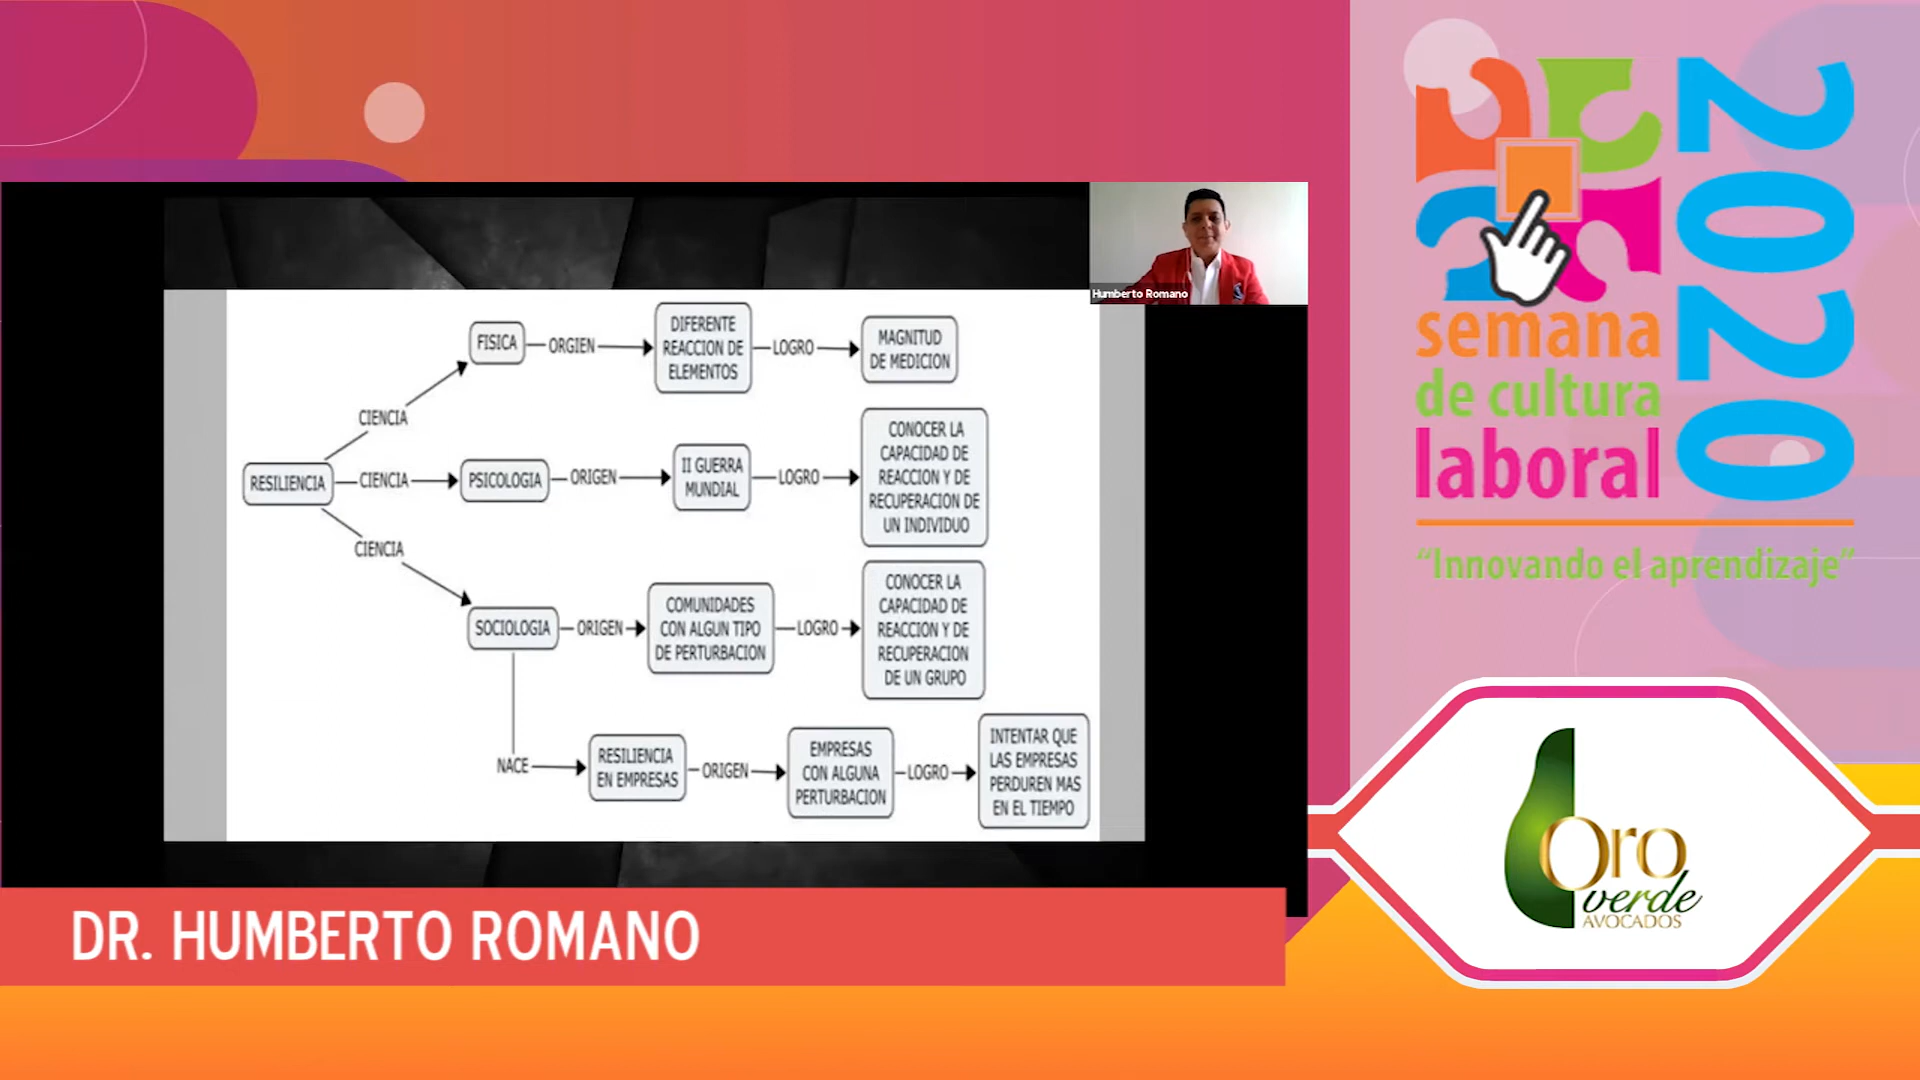 Humberto Romano
RESILIENCIA
CIENCIA
FISICA
ORGIEN
DIFERENTE
REACCION DE
ELEMENTOS
LOGRO
MAGNITUD
DE MEDICION
CIENCIA
PSICOLOGIA
ORIGEN
II GUERRA
MUNDIAL
LOGRO
CONOCER LA
CAPACIDAD DE
REACCION Y DE
RECUPERACION DE
UN INDIVIDUO
CIENCIA
SOCIOLOGIA
ORIGEN
COMUNIDADES
CON ALGUN TIPO
DE PERTURBACION
LOGRO
CONOCER LA
CAPACIDAD DE
REACCION Y DE
RECUPERACION
DE UN GRUPO
NACE
RESILIENCIA
EN EMPRESAS
ORIGEN
EMPRESAS
CON ALGUNA
PERTURBACION
LOGRO
INTENTAR QUE
LAS EMPRESAS
PERDUREN MAS
EN EL TIEMPO
DR. HUMBERTO ROMANO
2020
semana
de cultura
laboral
"Innovando el aprendizaje"
Oro
verde
AVOCADOS